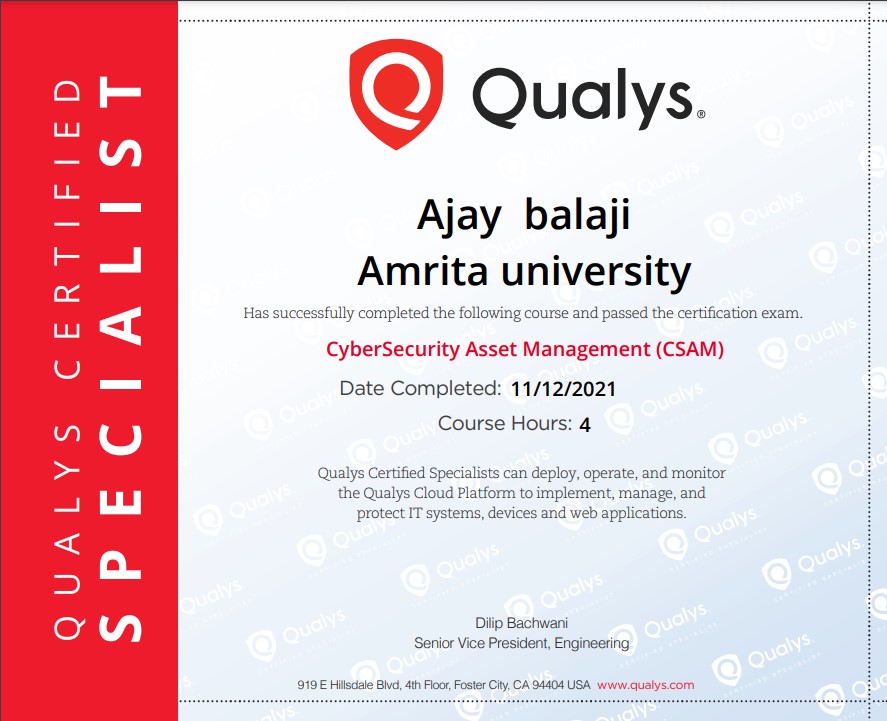 QUALYS CERTIFIED
SPECIALIST
Qualys®
Ajay balaji
Amrita university
Has successfully completed the following course and passed the certification exam.
CyberSecurity Asset Management (CSAM)
Date Completed: 11/12/2021
Course Hours: 4
Qualys Certified Specialists can deploy, operate, and monitor
the Qualys Cloud Platform to implement, manage, and
protect IT systems, devices and web applications.
Dilip Bachwani
Senior Vice President, Engineering
919 E Hillsdale Blvd, 4th Floor, Foster City, CA 94404 USA www.qualys.com